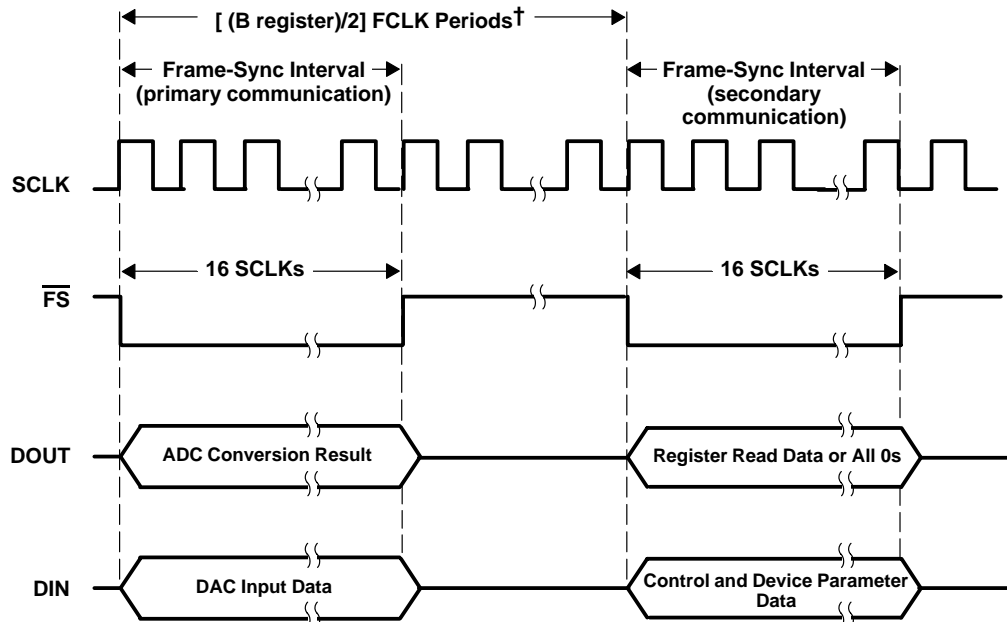 [ (B register)/2] FCLK Periods†
Frame-Sync Interval
(primary communication)
Frame-Sync Interval
(secondary
communication)
SCLK
16 SCLKs
16 SCLKs
FS
DOUT
ADC Conversion Result
Register Read Data or All 0s
DIN
DAC Input Data
Control and Device Parameter
Data